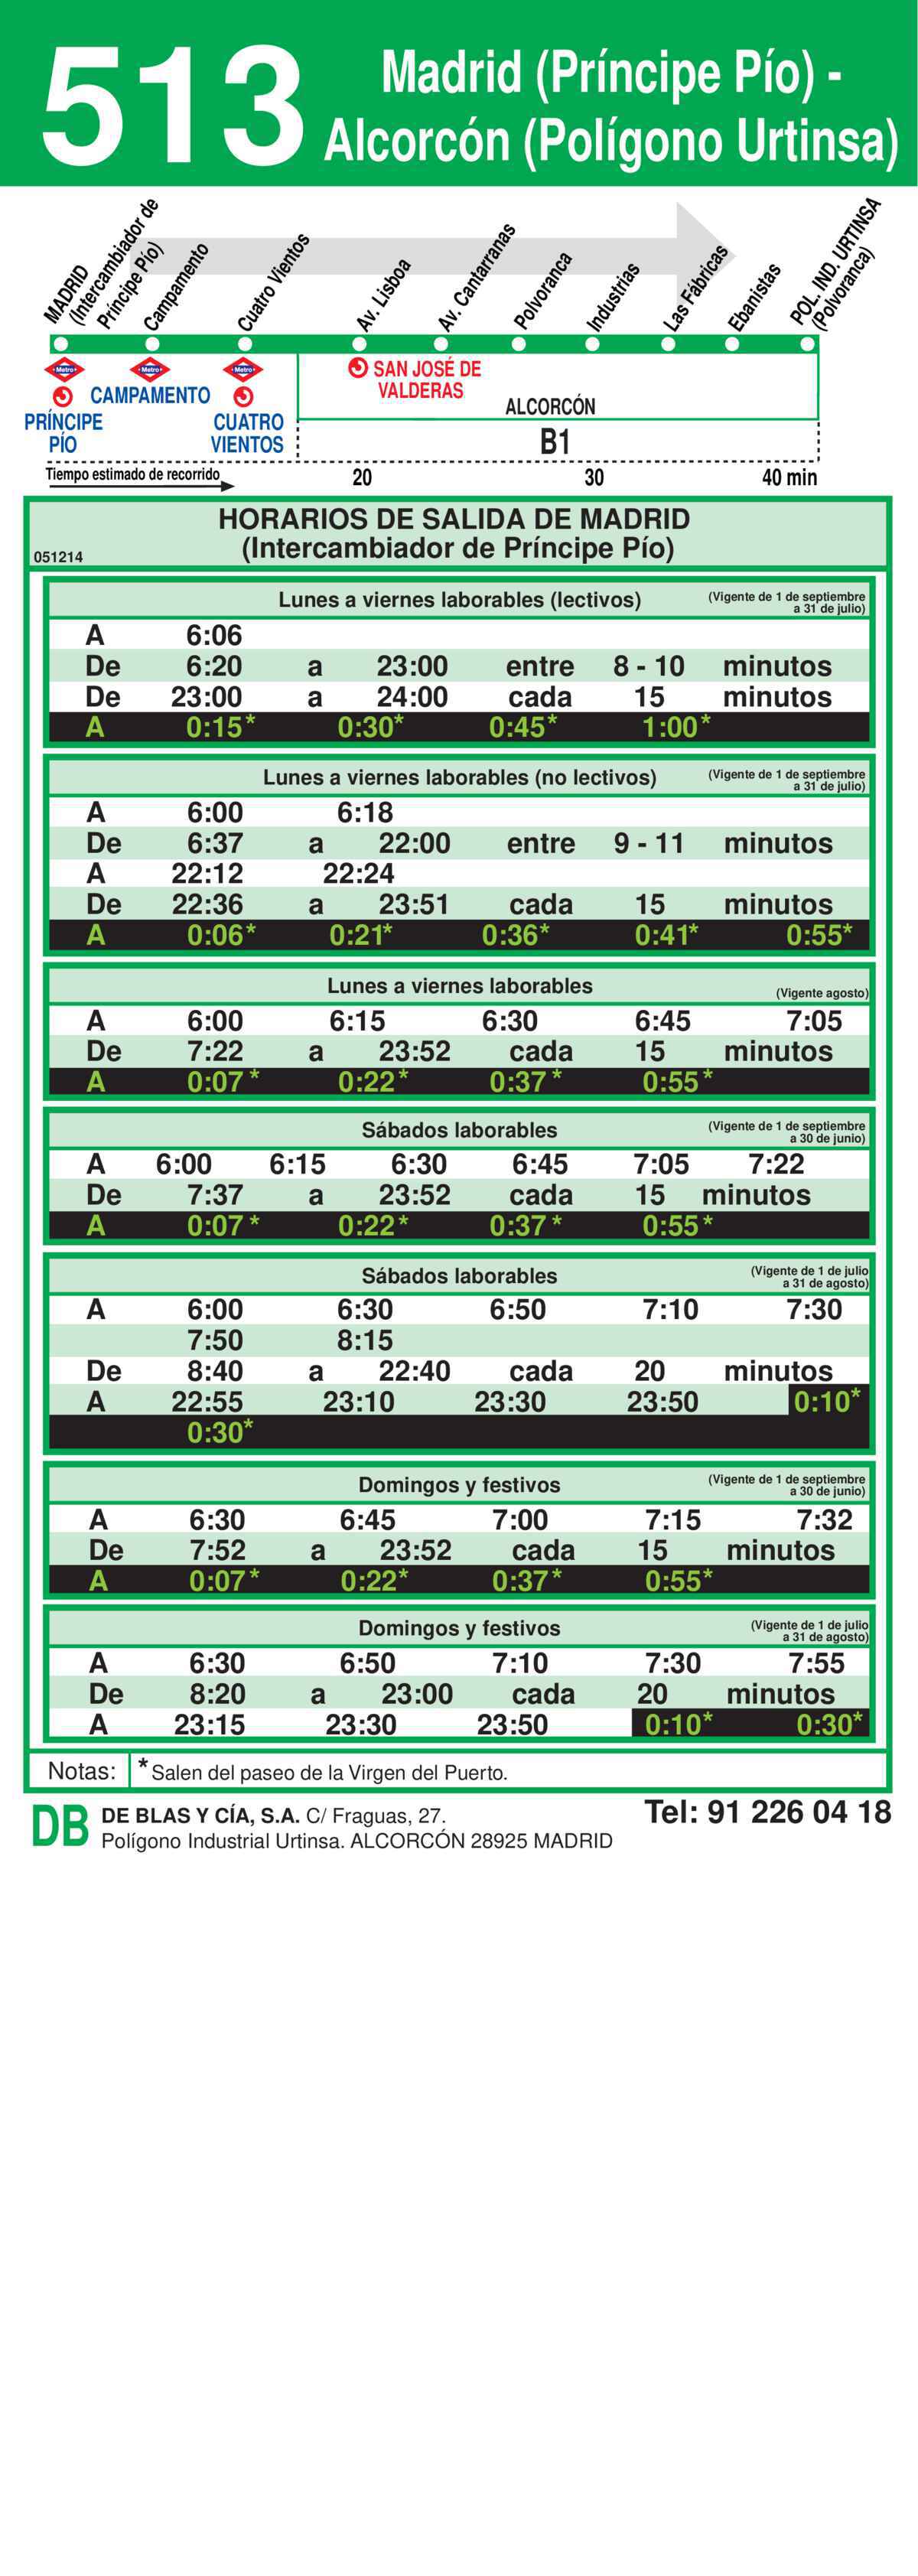 513
Madrid (Príncipe Pío) -
Alcorcón (Polígono Urtinsa)
MADRID
(Intercambiador de
Príncipe Pío)
Campamento
Cuatro Vientos
Av. Lisboa
Av. Cantarranas
Polvoranca
Industrias
Las Fábricas
Ebanistas
POL. IND. URTINSA
(Polvoranca)
Metro Metro Metro
PRÍNCIPE
PÍO
CAMPAMENTO
CUATRO
VIENTOS
SAN JOSÉ DE
VALDERAS
ALCORCÓN
B1
Tiempo estimado de recorrido 20 30 40 min
HORARIOS DE SALIDA DE MADRID
(Intercambiador de Príncipe Pío)
051214
Lunes a viernes laborables (lectivos) (Vigente de 1 de septiembre
a 31 de julio)
A 6:06
De 6:20 a 23:00 entre 8 - 10 minutos
De 23:00 a 24:00 cada 15 minutos
A 0:15* 0:30* 0:45* 1:00*
Lunes a viernes laborables (no lectivos) (Vigente de 1 de septiembre
a 31 de julio)
A 6:00 6:18
De 6:37 a 22:00 entre 9 - 11 minutos
A 22:12 22:24
De 22:36 a 23:51 cada 15 minutos
A 0:06* 0:21* 0:36* 0:41* 0:55*
Lunes a viernes laborables (Vigente agosto)
A 6:00 6:15 6:30 6:45 7:05
De 7:22 a 23:52 cada 15 minutos
A 0:07* 0:22* 0:37* 0:55*
Sábados laborables (Vigente de 1 de septiembre
a 30 de junio)
A 6:00 6:15 6:30 6:45 7:05 7:22
De 7:37 a 23:52 cada 15 minutos
A 0:07* 0:22* 0:37* 0:55*
Sábados laborables (Vigente de 1 de julio
a 31 de agosto)
A 6:00 6:30 6:50 7:10 7:30
7:50 8:15
De 8:40 a 22:40 cada 20 minutos
A 22:55 23:10 23:30 23:50 0:10*
0:30*
Domingos y festivos (Vigente de 1 de septiembre
a 30 de junio)
A 6:30 6:45 7:00 7:15 7:32
De 7:52 a 23:52 cada 15 minutos
A 0:07* 0:22* 0:37* 0:55*
Domingos y festivos (Vigente de 1 de julio
a 31 de agosto)
A 6:30 6:50 7:10 7:30 7:55
De 8:20 a 23:00 cada 20 minutos
A 23:15 23:30 23:50 0:10* 0:30*
Notas: *Salen del paseo de la Virgen del Puerto.
DB DE BLAS Y CÍA, S.A. C/ Fraguas, 27. Tel: 91 226 04 18
Polígono Industrial Urtinsa. ALCORCÓN 28925 MADRID